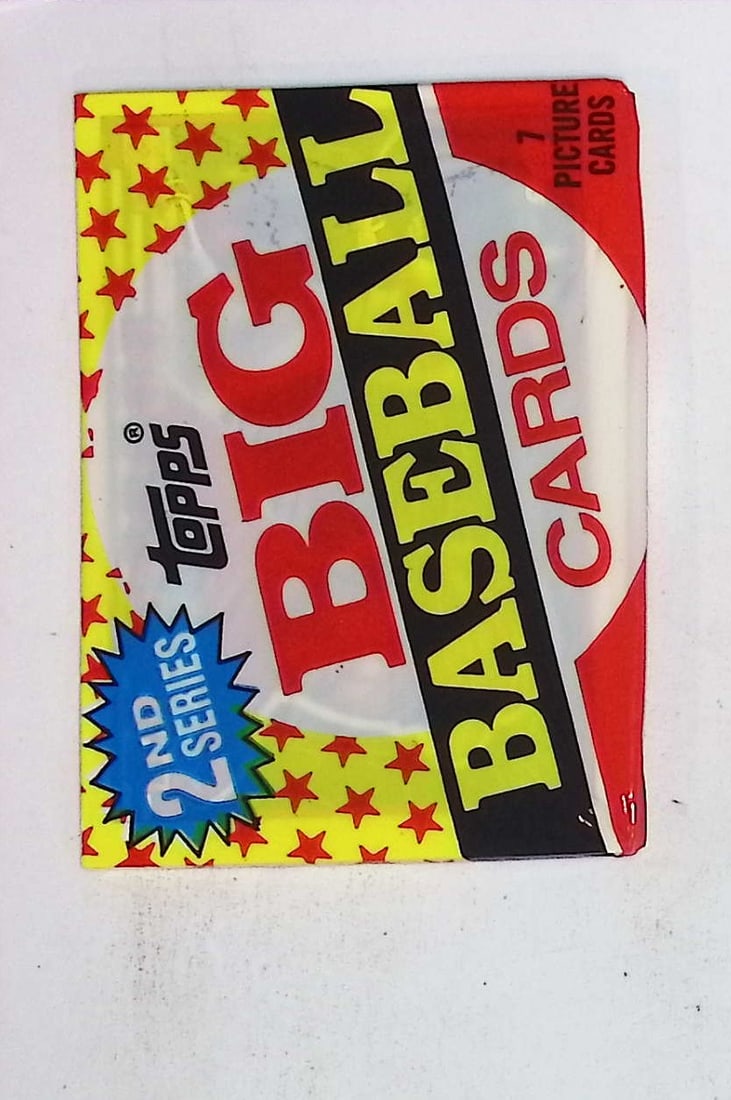 topps®
BIG
BASEBALL
CARDS
2ND
SERIES
7
PICTURE
CARDS